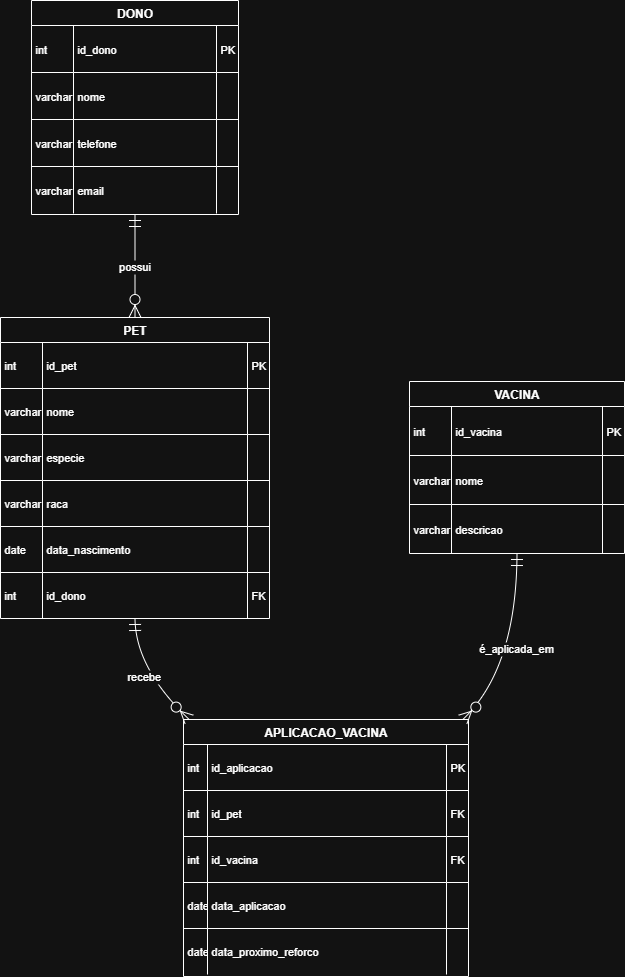 DONO
int id_dono PK
varchar nome
varchar telefone
varchar email
possui
PET
int id_pet PK
varchar nome
varchar especie
varchar raca
date data_nascimento
int id_dono FK
VACINA
int id_vacina PK
varchar nome
varchar descricao
recebe
é_aplicada_em
APLICACAO_VACINA
int id_aplicacao PK
int id_pet FK
int id_vacina FK
date data_aplicacao
date data_proximo_reforco